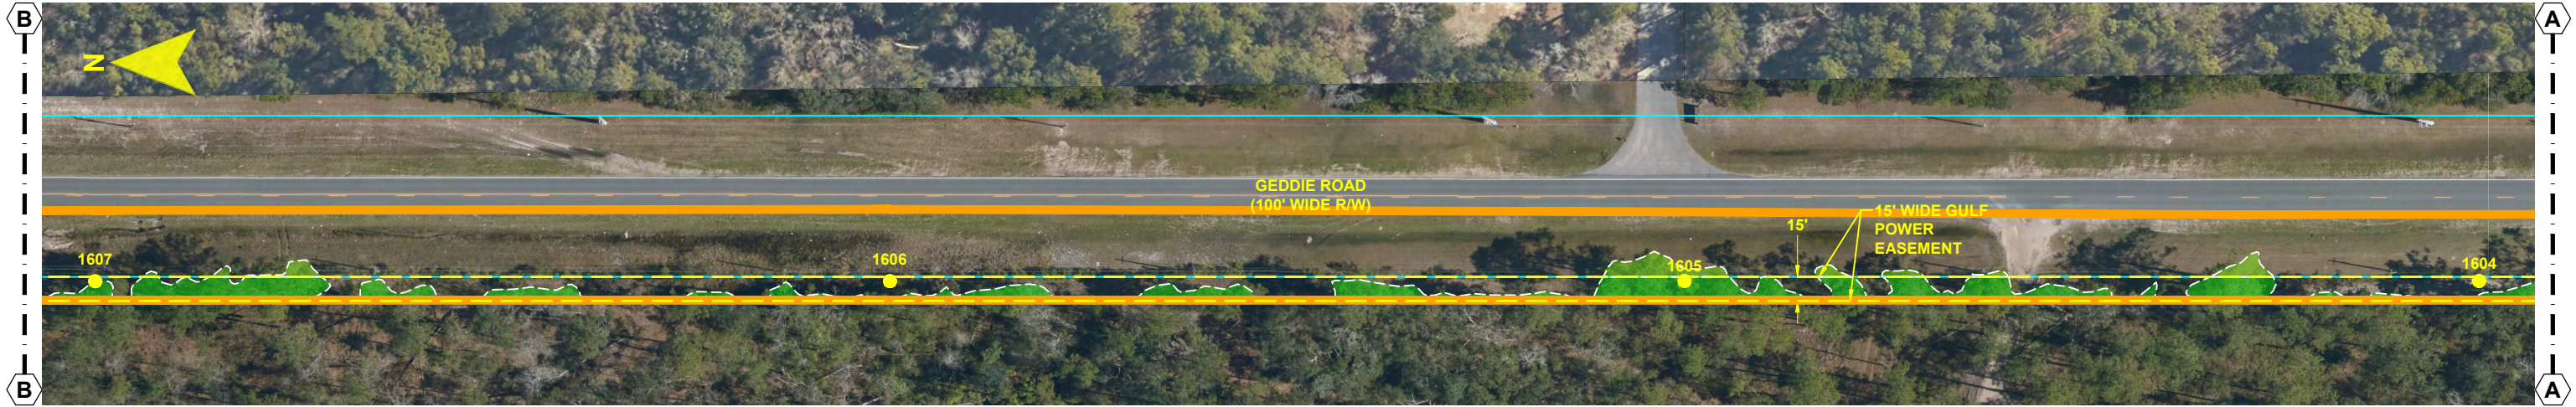 B
A
N
GEDDIE ROAD
(100' WIDE R/W)
15' WIDE GULF
POWER
EASEMENT
15'
1607
1606
1605
1604
B
A